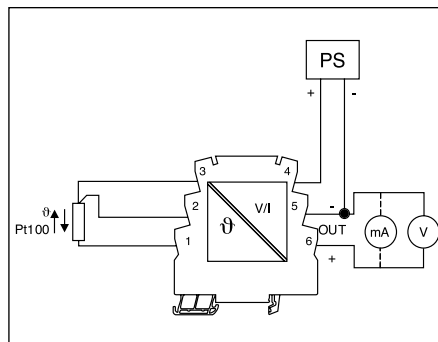 PS
+ -
3 4
2 ϑ V/I 5 -
1 6 OUT
+
ϑ
Pt100
mA V